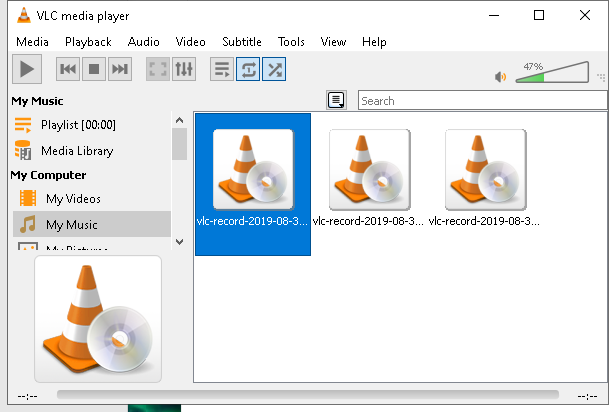 VLC media player
Media Playback Audio Video Subtitle Tools View Help
47%
My Music
Search
Playlist [00:00]
Media Library
My Computer
My Videos
My Music
My Pictures
vlc-record-2019-08-3... vlc-record-2019-08-3... vlc-record-2019-08-3...
--:-- --:--